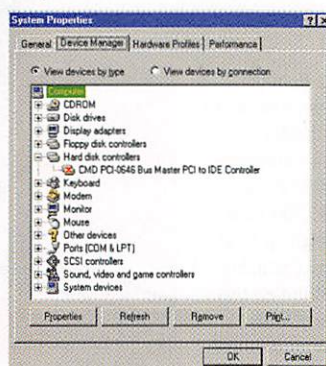 System Properties
General Device Manager Hardware Profiles Performance
View devices by type View devices by connection
Computer
CDROM
Disk drives
Display adapters
Floppy disk controllers
Hard disk controllers
CMD PCI-0646 Bus Master PCI to IDE Controller
Keyboard
Modem
Monitor
Mouse
Other devices
Ports (COM & LPT)
SCSI controllers
Sound, video and game controllers
System devices
Properties Refresh Remove Print...
OK Cancel